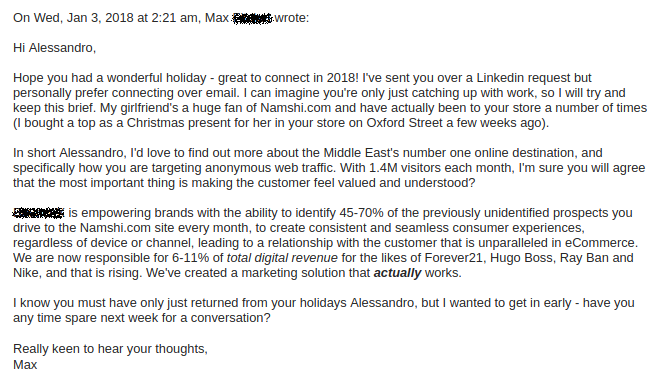 On Wed, Jan 3, 2018 at 2:21 am, Max wrote:
Hi Alessandro,
Hope you had a wonderful holiday - great to connect in 2018! I've sent you over a Linkedin request but
personally prefer connecting over email. I can imagine you're only just catching up with work, so I will try and
keep this brief. My girlfriend's a huge fan of Namshi.com and have actually been to your store a number of times
(I bought a top as a Christmas present for her in your store on Oxford Street a few weeks ago).
In short Alessandro, I'd love to find out more about the Middle East's number one online destination, and
specifically how you are targeting anonymous web traffic. With 1.4M visitors each month, I'm sure you will agree
that the most important thing is making the customer feel valued and understood?
is empowering brands with the ability to identify 45-70% of the previously unidentified prospects you
drive to the Namshi.com site every month, to create consistent and seamless consumer experiences,
regardless of device or channel, leading to a relationship with the customer that is unparalleled in eCommerce.
We are now responsible for 6-11% of total digital revenue for the likes of Forever21, Hugo Boss, Ray Ban and
Nike, and that is rising. We've created a marketing solution that actually works.
I know you must have only just returned from your holidays Alessandro, but I wanted to get in early - have you
any time spare next week for a conversation?
Really keen to hear your thoughts,
Max